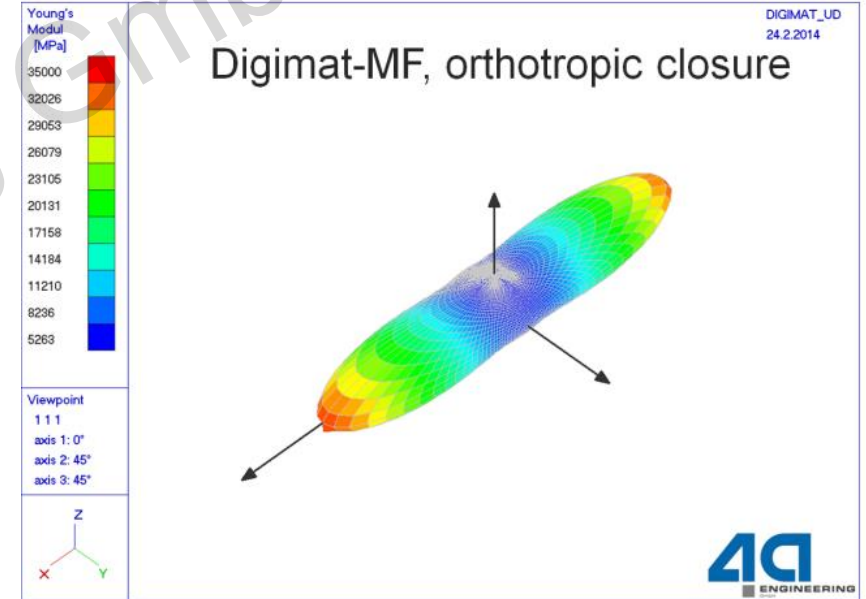 Young's
Modul
[MPa]
35000
32026
29053
26079
23105
20131
17158
14184
11210
8236
5263
DIGIMAT_UD
24.2.2014
Digimat-MF, orthotropic closure
Viewpoint
1 1 1
axis 1: 0°
axis 2: 45°
axis 3: 45°
Z
X
Y
4a
ENGINEERING
Gmb